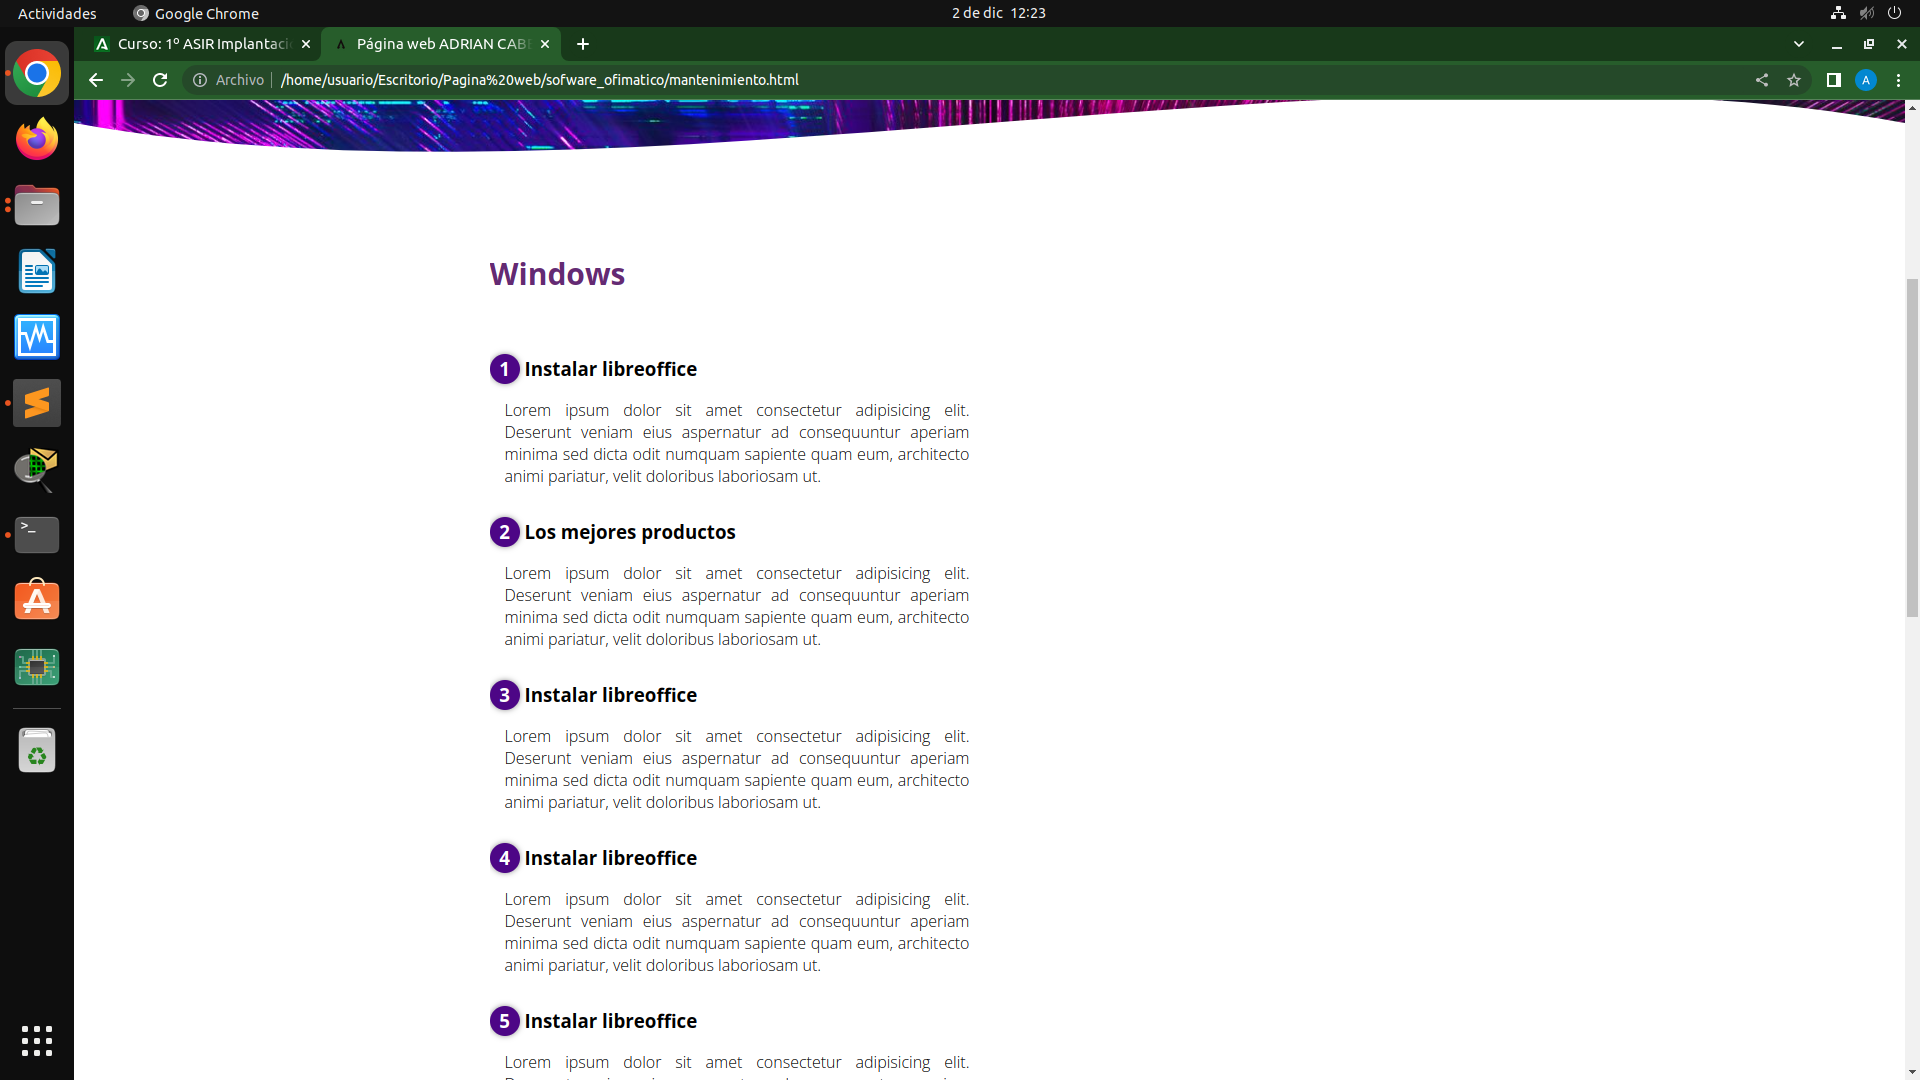 Actividades
Google Chrome
2 de dic 12:23
Curso: 1º ASIR Implantaci
Página web ADRIAN CAB
Archivo
/home/usuario/Escritorio/Pagina%20web/sofware_ofimatico/mantenimiento.html
A
Windows
1 Instalar libreoffice
Lorem ipsum dolor sit amet consectetur adipisicing elit.
Deserunt veniam eius aspernatur ad consequuntur aperiam
minima sed dicta odit numquam sapiente quam eum, architecto
animi pariatur, velit doloribus laboriosam ut.
2 Los mejores productos
Lorem ipsum dolor sit amet consectetur adipisicing elit.
Deserunt veniam eius aspernatur ad consequuntur aperiam
minima sed dicta odit numquam sapiente quam eum, architecto
animi pariatur, velit doloribus laboriosam ut.
3 Instalar libreoffice
Lorem ipsum dolor sit amet consectetur adipisicing elit.
Deserunt veniam eius aspernatur ad consequuntur aperiam
minima sed dicta odit numquam sapiente quam eum, architecto
animi pariatur, velit doloribus laboriosam ut.
4 Instalar libreoffice
Lorem ipsum dolor sit amet consectetur adipisicing elit.
Deserunt veniam eius aspernatur ad consequuntur aperiam
minima sed dicta odit numquam sapiente quam eum, architecto
animi pariatur, velit doloribus laboriosam ut.
5 Instalar libreoffice
Lorem ipsum dolor sit amet consectetur adipisicing elit.